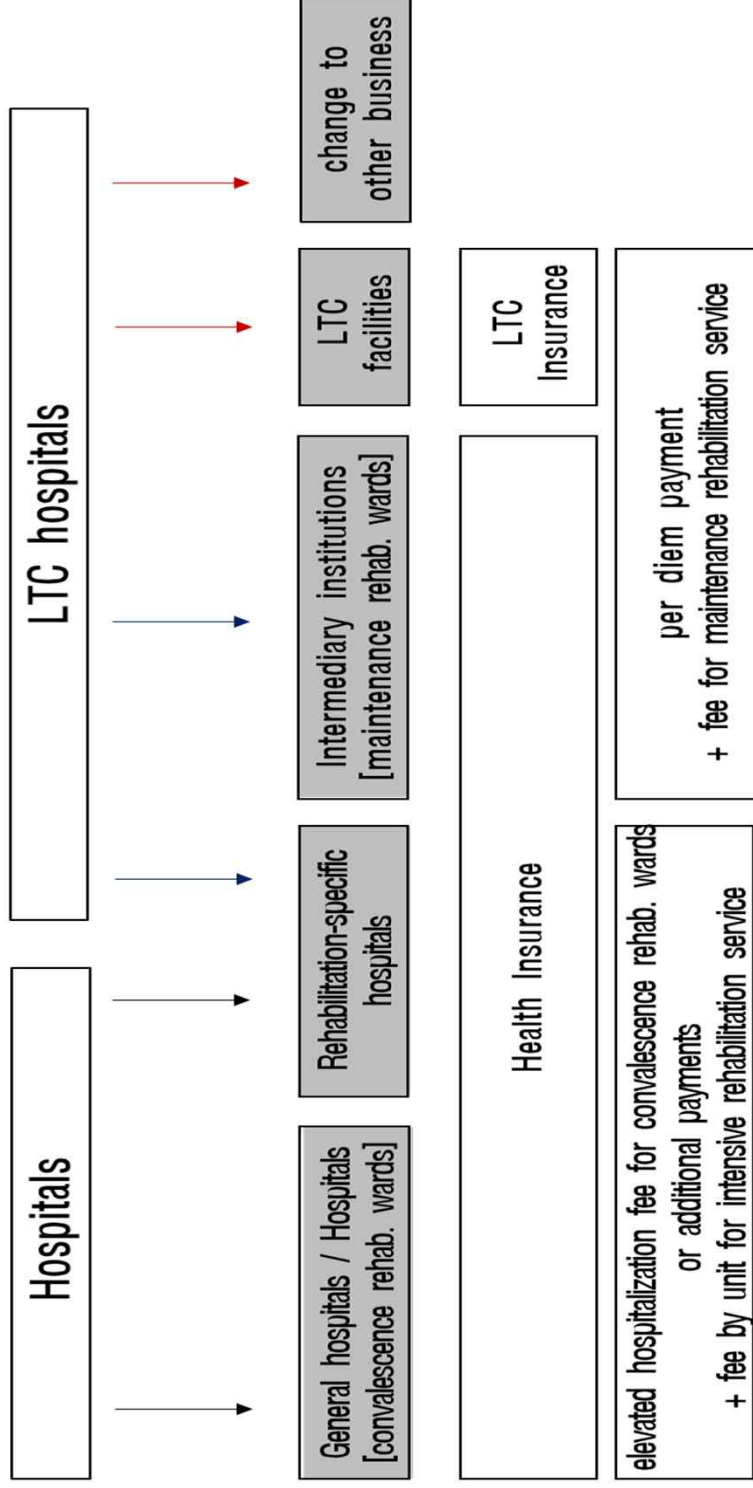 Hospitals
LTC hospitals
General hospitals / Hospitals
[convalescence rehab. wards]
Rehabilitation-specific
hospitals
Intermediary institutions
[maintenance rehab. wards]
LTC
facilities
change to
other business
Health Insurance
LTC
Insurance
elevated hospitalization fee for convalescence rehab. wards
or additional payments
+ fee by unit for intensive rehabilitation service
per diem payment
+ fee for maintenance rehabilitation service